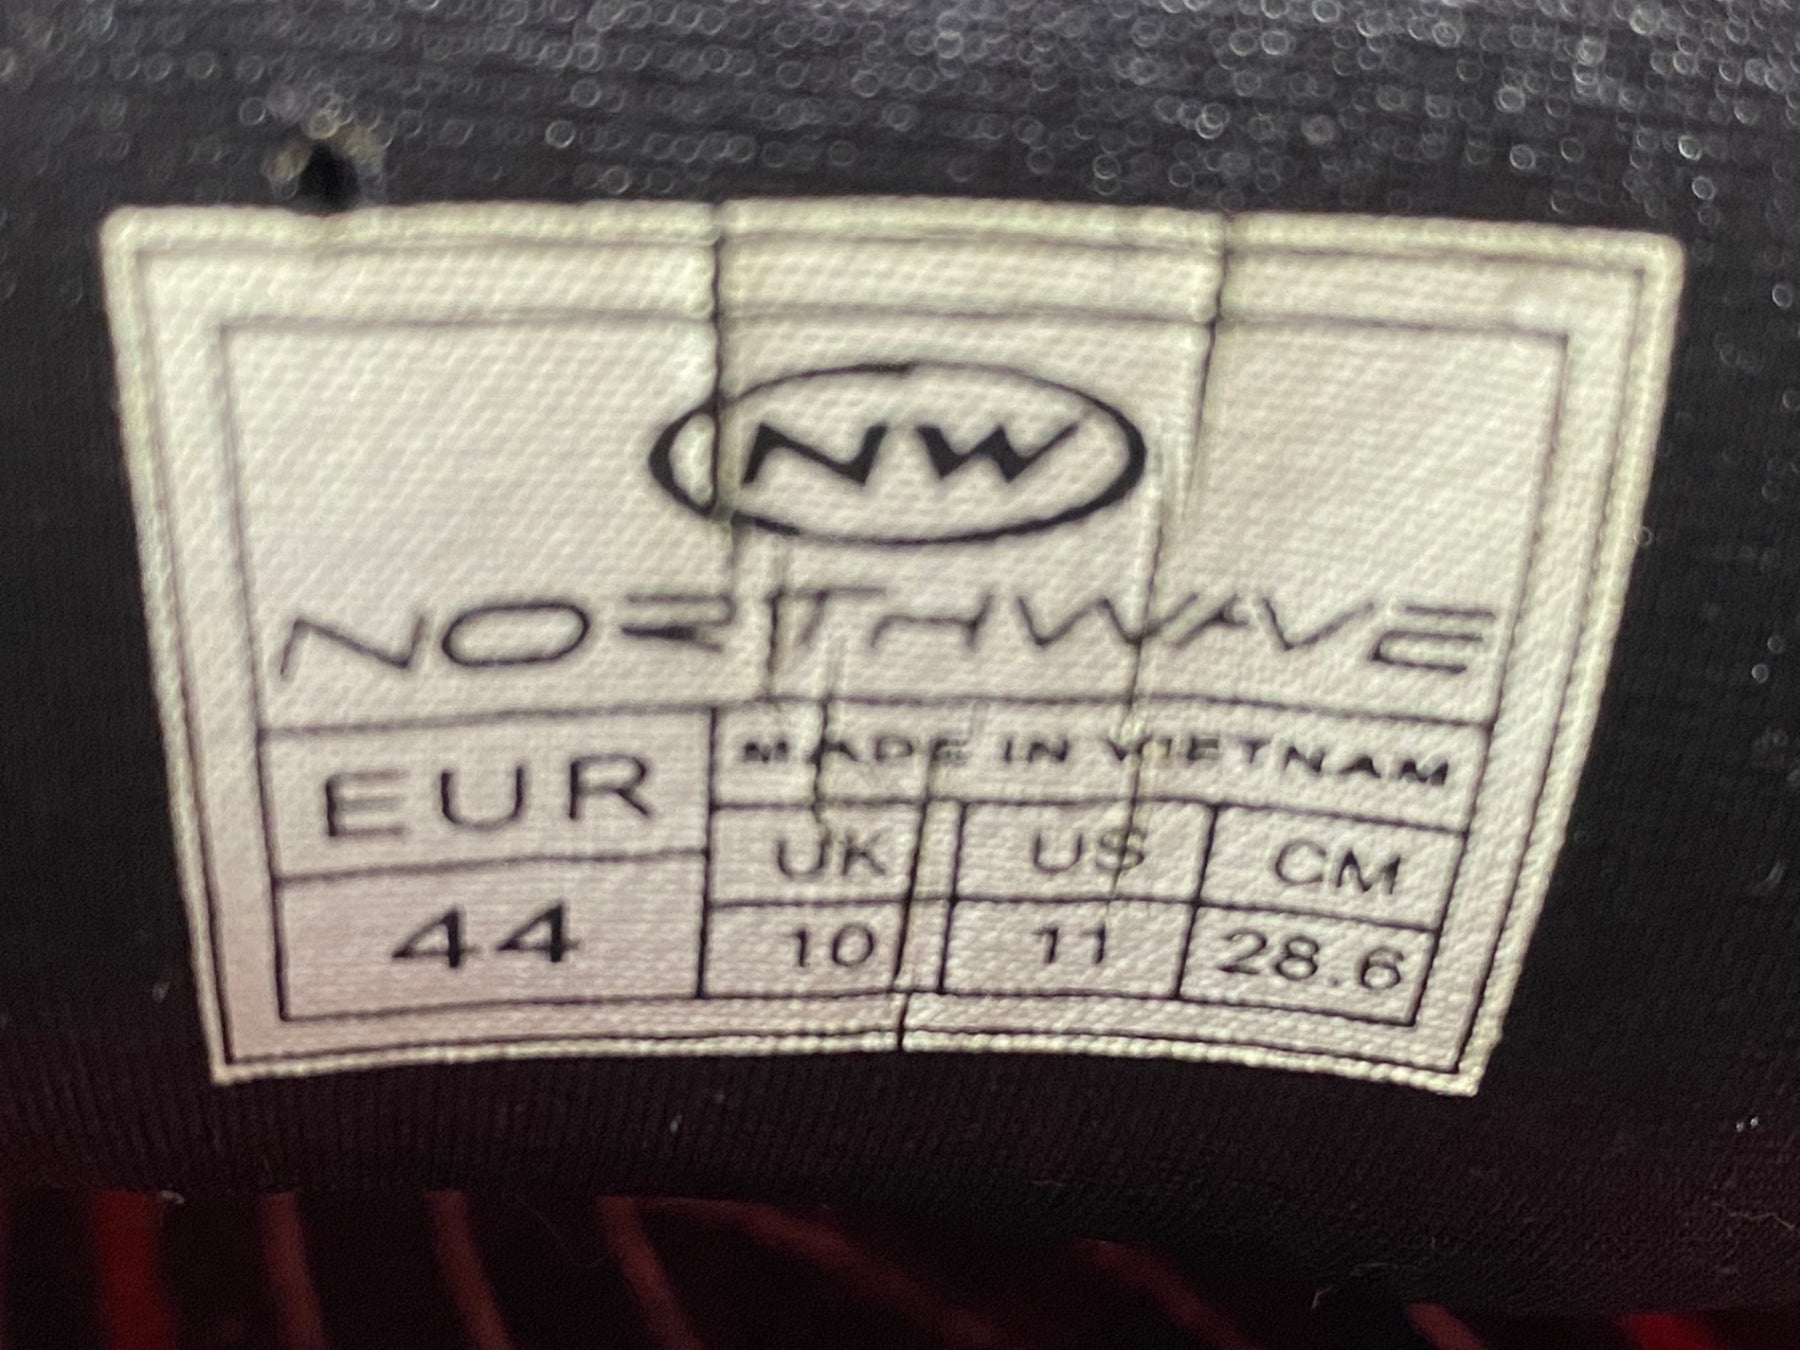 NW
NORTHWAVE
EUR MADE IN VIETNAM
UK US CM
44 10 11 28.6